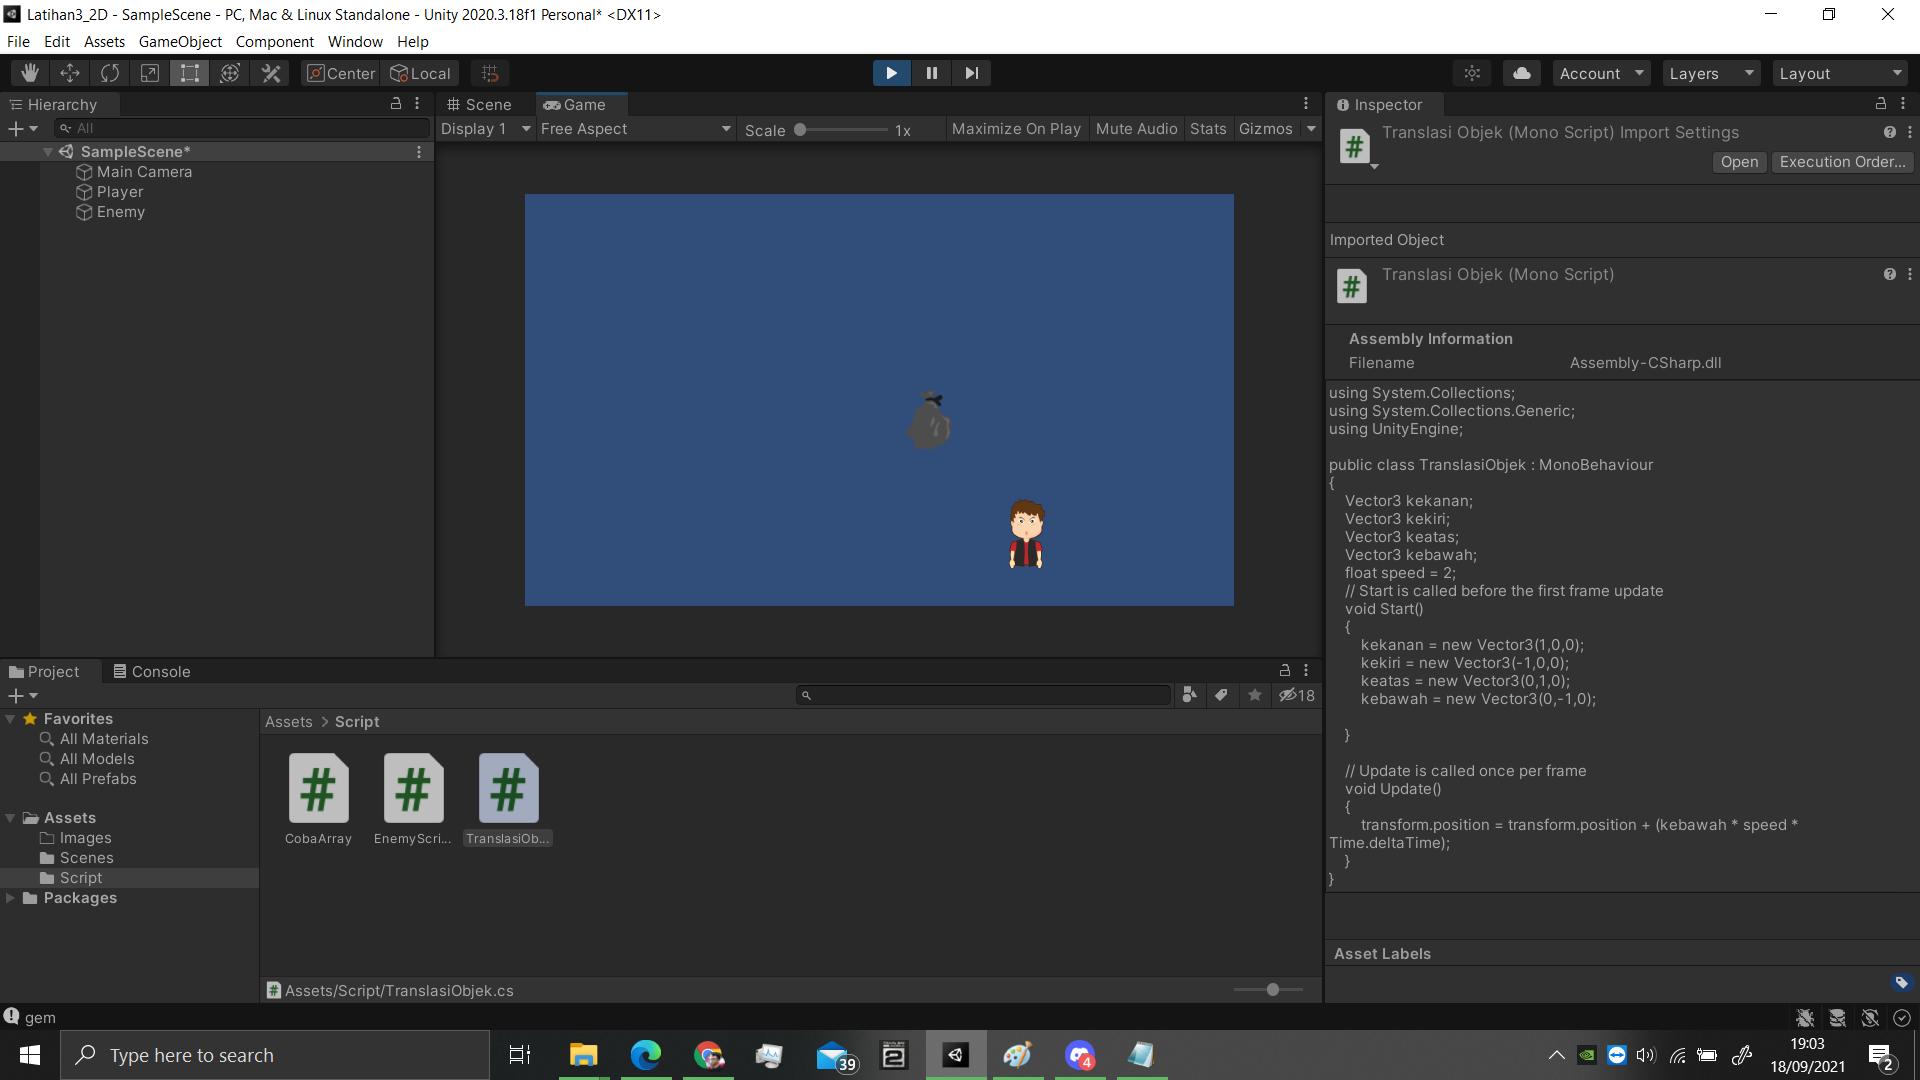 Latihan3_2D - SampleScene - PC, Mac & Linux Standalone - Unity 2020.3.18f1 Personal* <DX11>
File Edit Assets GameObject Component Window Help
Center Local Account Layers Layout
Hierarchy
All
SampleScene*
Main Camera
Player
Enemy
Scene Game
Display 1 Free Aspect Scale 1x Maximize On Play Mute Audio Stats Gizmos
Inspector
Translasi Objek (Mono Script) Import Settings
Open Execution Order...
Imported Object
Translasi Objek (Mono Script)
Assembly Information
Filename Assembly-CSharp.dll
using System.Collections;
using System.Collections.Generic;
using UnityEngine;
public class TranslasiObjek : MonoBehaviour
{
Vector3 kekanan;
Vector3 kekiri;
Vector3 keatas;
Vector3 kebawah;
float speed = 2;
// Start is called before the first frame update
void Start()
{
kekanan = new Vector3(1,0,0);
kekiri = new Vector3(-1,0,0);
keatas = new Vector3(0,1,0);
kebawah = new Vector3(0,-1,0);
}
// Update is called once per frame
void Update()
{
transform.position = transform.position + (kebawah * speed *
Time.deltaTime);
}
}
Asset Labels
Project Console
18
Favorites
All Materials
All Models
All Prefabs
Assets
Images
Scenes
Script
Packages
Assets > Script
# # #
CobaArray EnemyScri... TranslasiOb...
Assets/Script/TranslasiObjek.cs
gem
Type here to search
39
4
19:03
18/09/2021
2